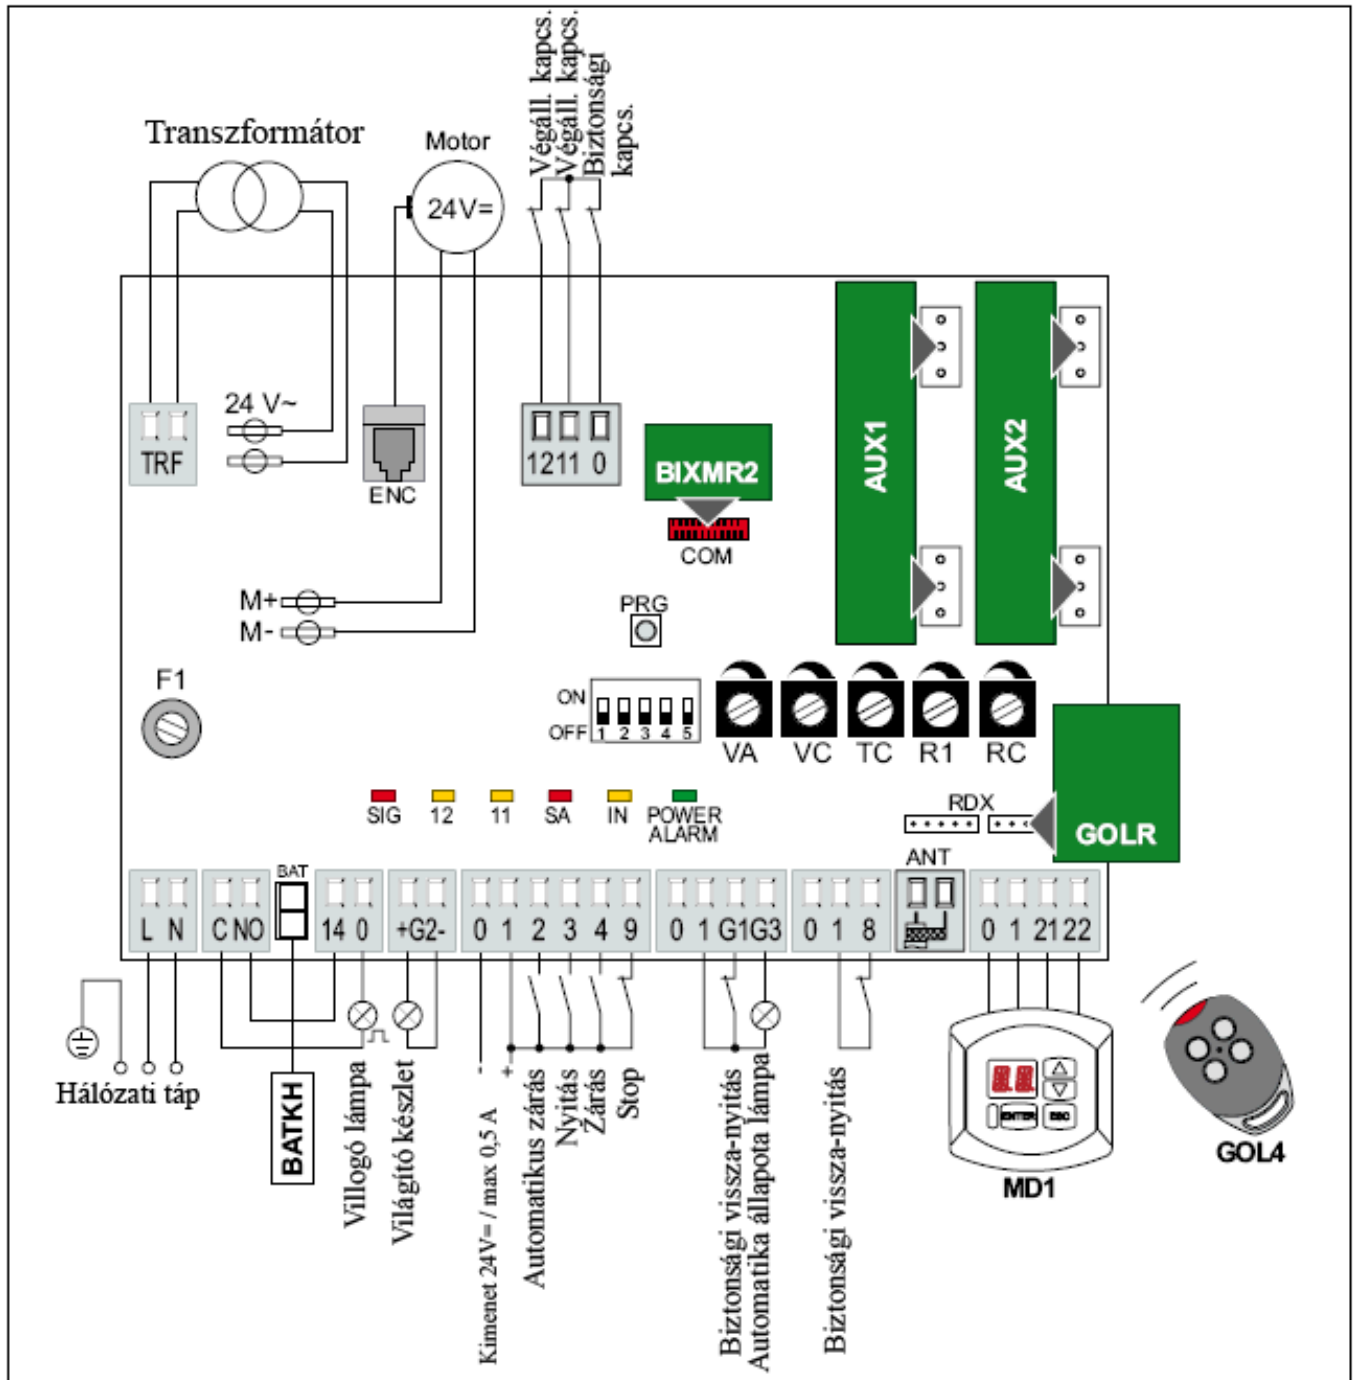 Végáll. kapcs.
Végáll. kapcs.
Biztonsági
kapcs.
Transzformátor
Motor
24V=
24 V~
TRF
ENC
12 11 0
BIXMR2
COM
AUX1
AUX2
M+
M-
PRG
F1
ON
OFF
1 2 3 4 5
VA VC TC R1 RC
SIG 12 11 SA IN POWER
ALARM
RDX
GOLR
ANT
BAT
L N
C NO
14 0
+G2-
0 1 2 3 4 9
0 1 G1G3
0 1 8
0 1 21 22
Hálózati táp
BATKH
Villogó lámpa
Világító készlet
-
+
Kimenet 24V= / max 0,5 A
Automatikus zárás
Nyitás
Zárás
Stop
Biztonsági vissza-nyitás
Automatika állapota lámpa
Biztonsági vissza-nyitás
ENTER
ESC
MD1
GOL4